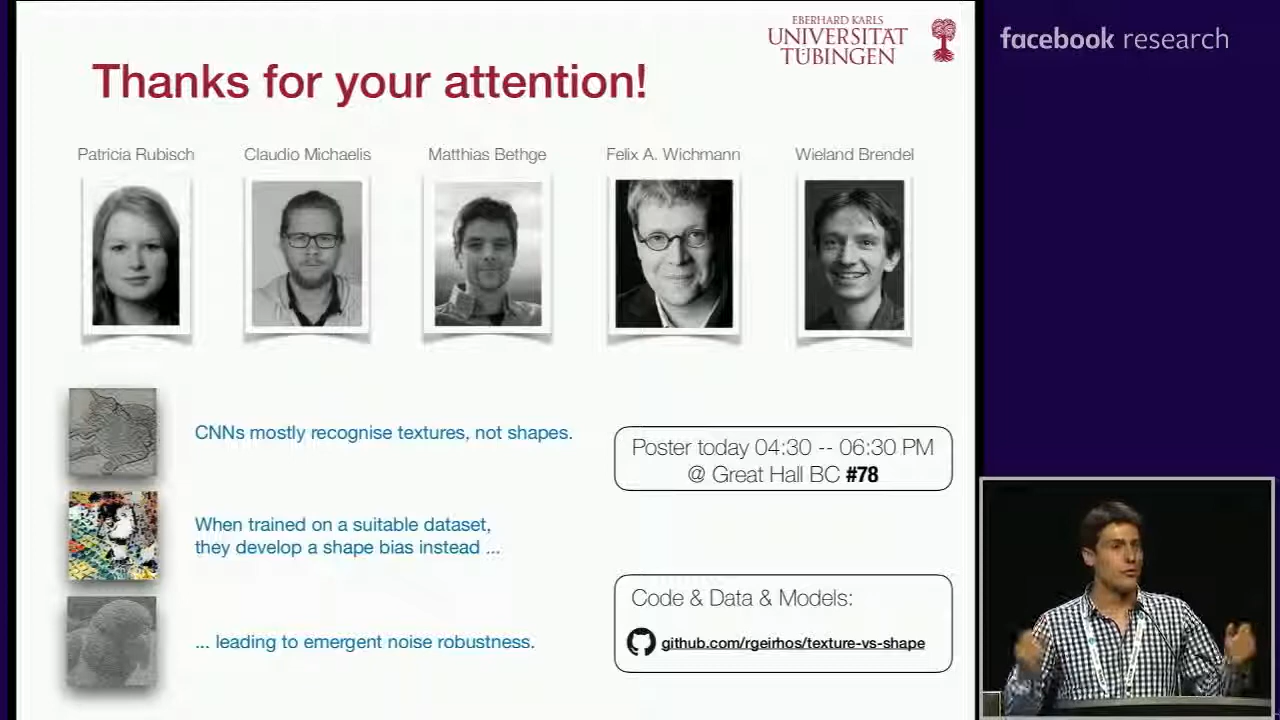 EBERHARD KARLS
UNIVERSITÄT
TÜBINGEN
facebook research
Thanks for your attention!
Patricia Rubisch
Claudio Michaelis
Matthias Bethge
Felix A. Wichmann
Wieland Brendel
CNNs mostly recognise textures, not shapes.
When trained on a suitable dataset,
they develop a shape bias instead ...
... leading to emergent noise robustness.
Poster today 04:30 -- 06:30 PM
@ Great Hall BC #78
Code & Data & Models:
github.com/rgeirhos/texture-vs-shape